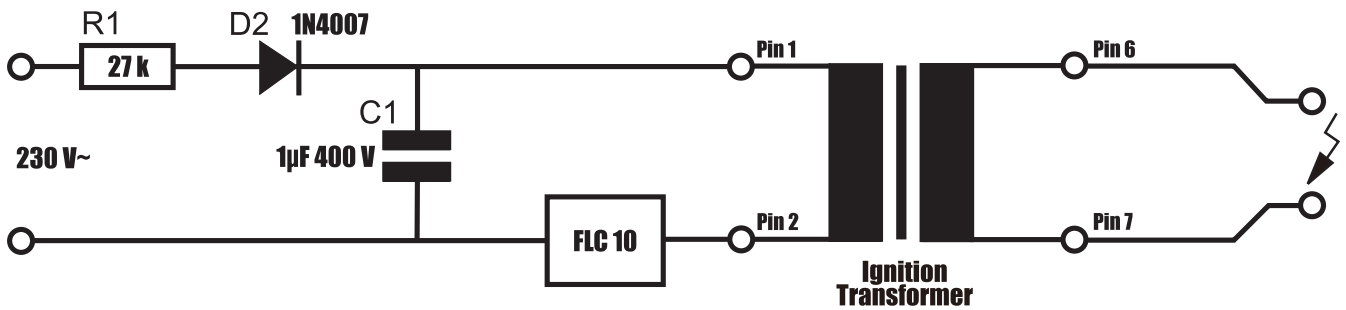 R1
27 k
D2
1N4007
C1
1µF 400 V
230 V~
FLC 10
Pin 1
Pin 2
Ignition
Transformer
Pin 6
Pin 7